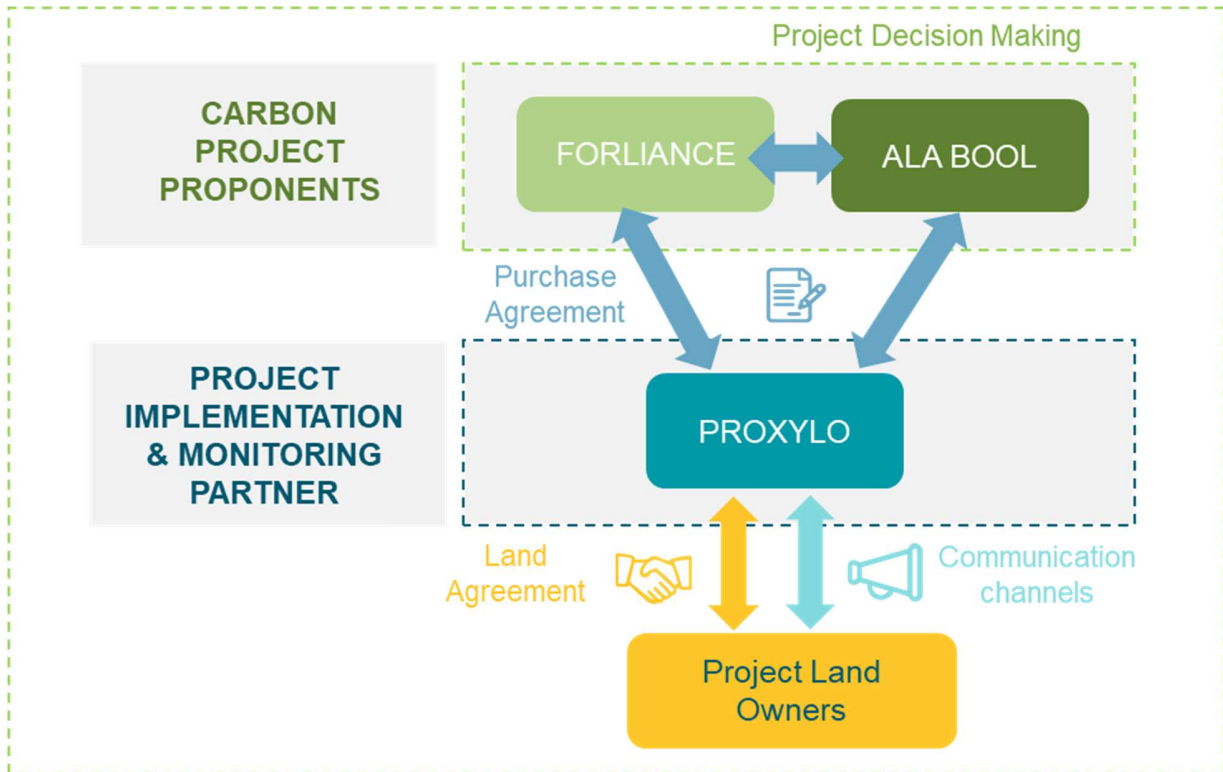 Project Decision Making
CARBON
PROJECT
PROPONENTS
FORLIANCE
ALA BOOL
Purchase
Agreement
PROJECT
IMPLEMENTATION
& MONITORING
PARTNER
PROXYLO
Land
Agreement
Communication
channels
Project Land
Owners